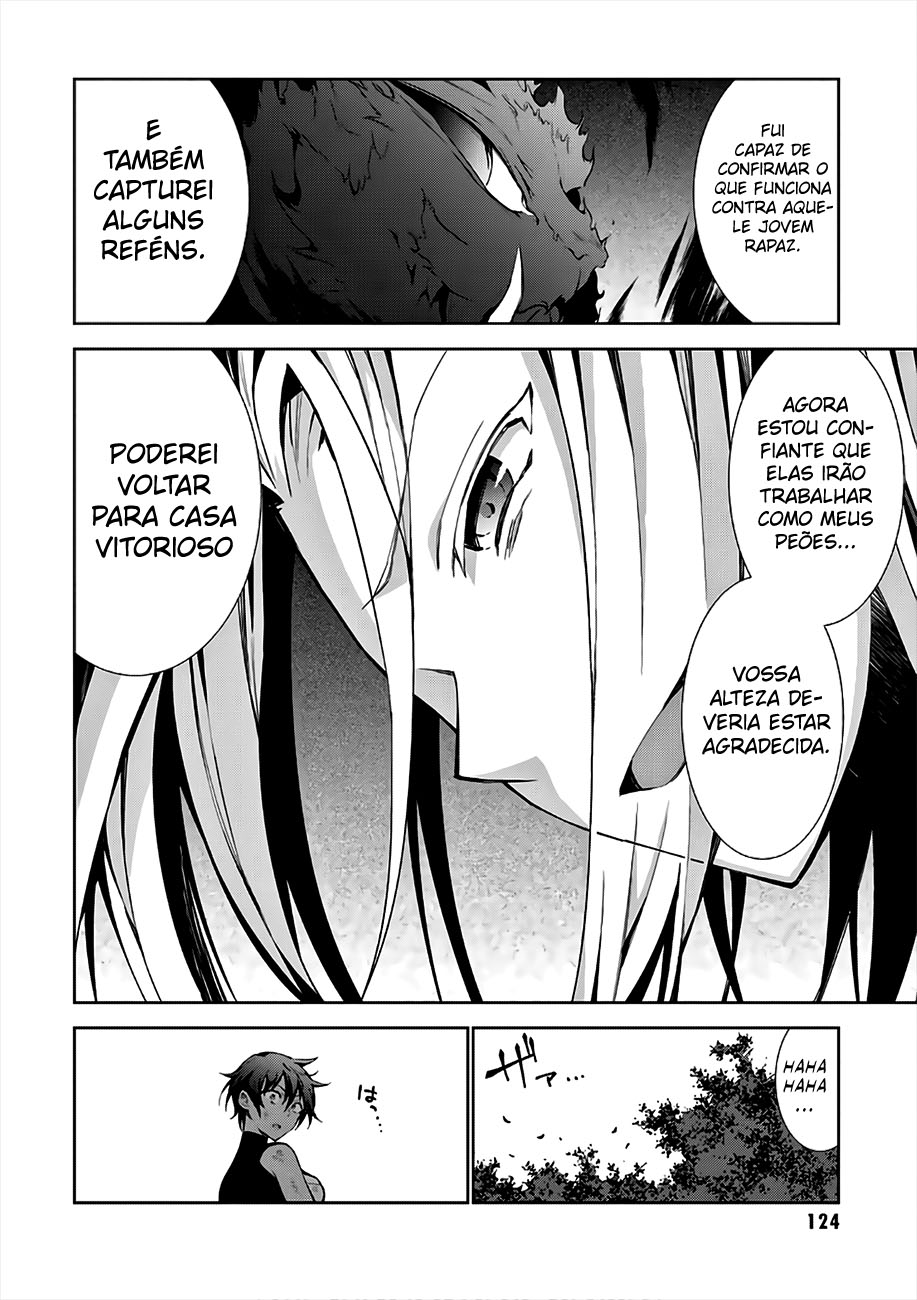 FUI
CAPAZ DE
CONFIRMAR O
QUE FUNCIONA
CONTRA AQUE-
LE JOVEM
RAPAZ.
E
TAMBÉM
CAPTUREI
ALGUNS
REFÉNS.
AGORA
ESTOU CON-
FIANTE QUE
ELAS IRÃO
TRABALHAR
COMO MEUS
PEÕES...
VOSSA
ALTEZA DE-
VERIA ESTAR
AGRADECIDA.
PODEREI
VOLTAR
PARA CASA
VITORIOSO
HAHA
HAHA
...
ザァ...
はっ、
124